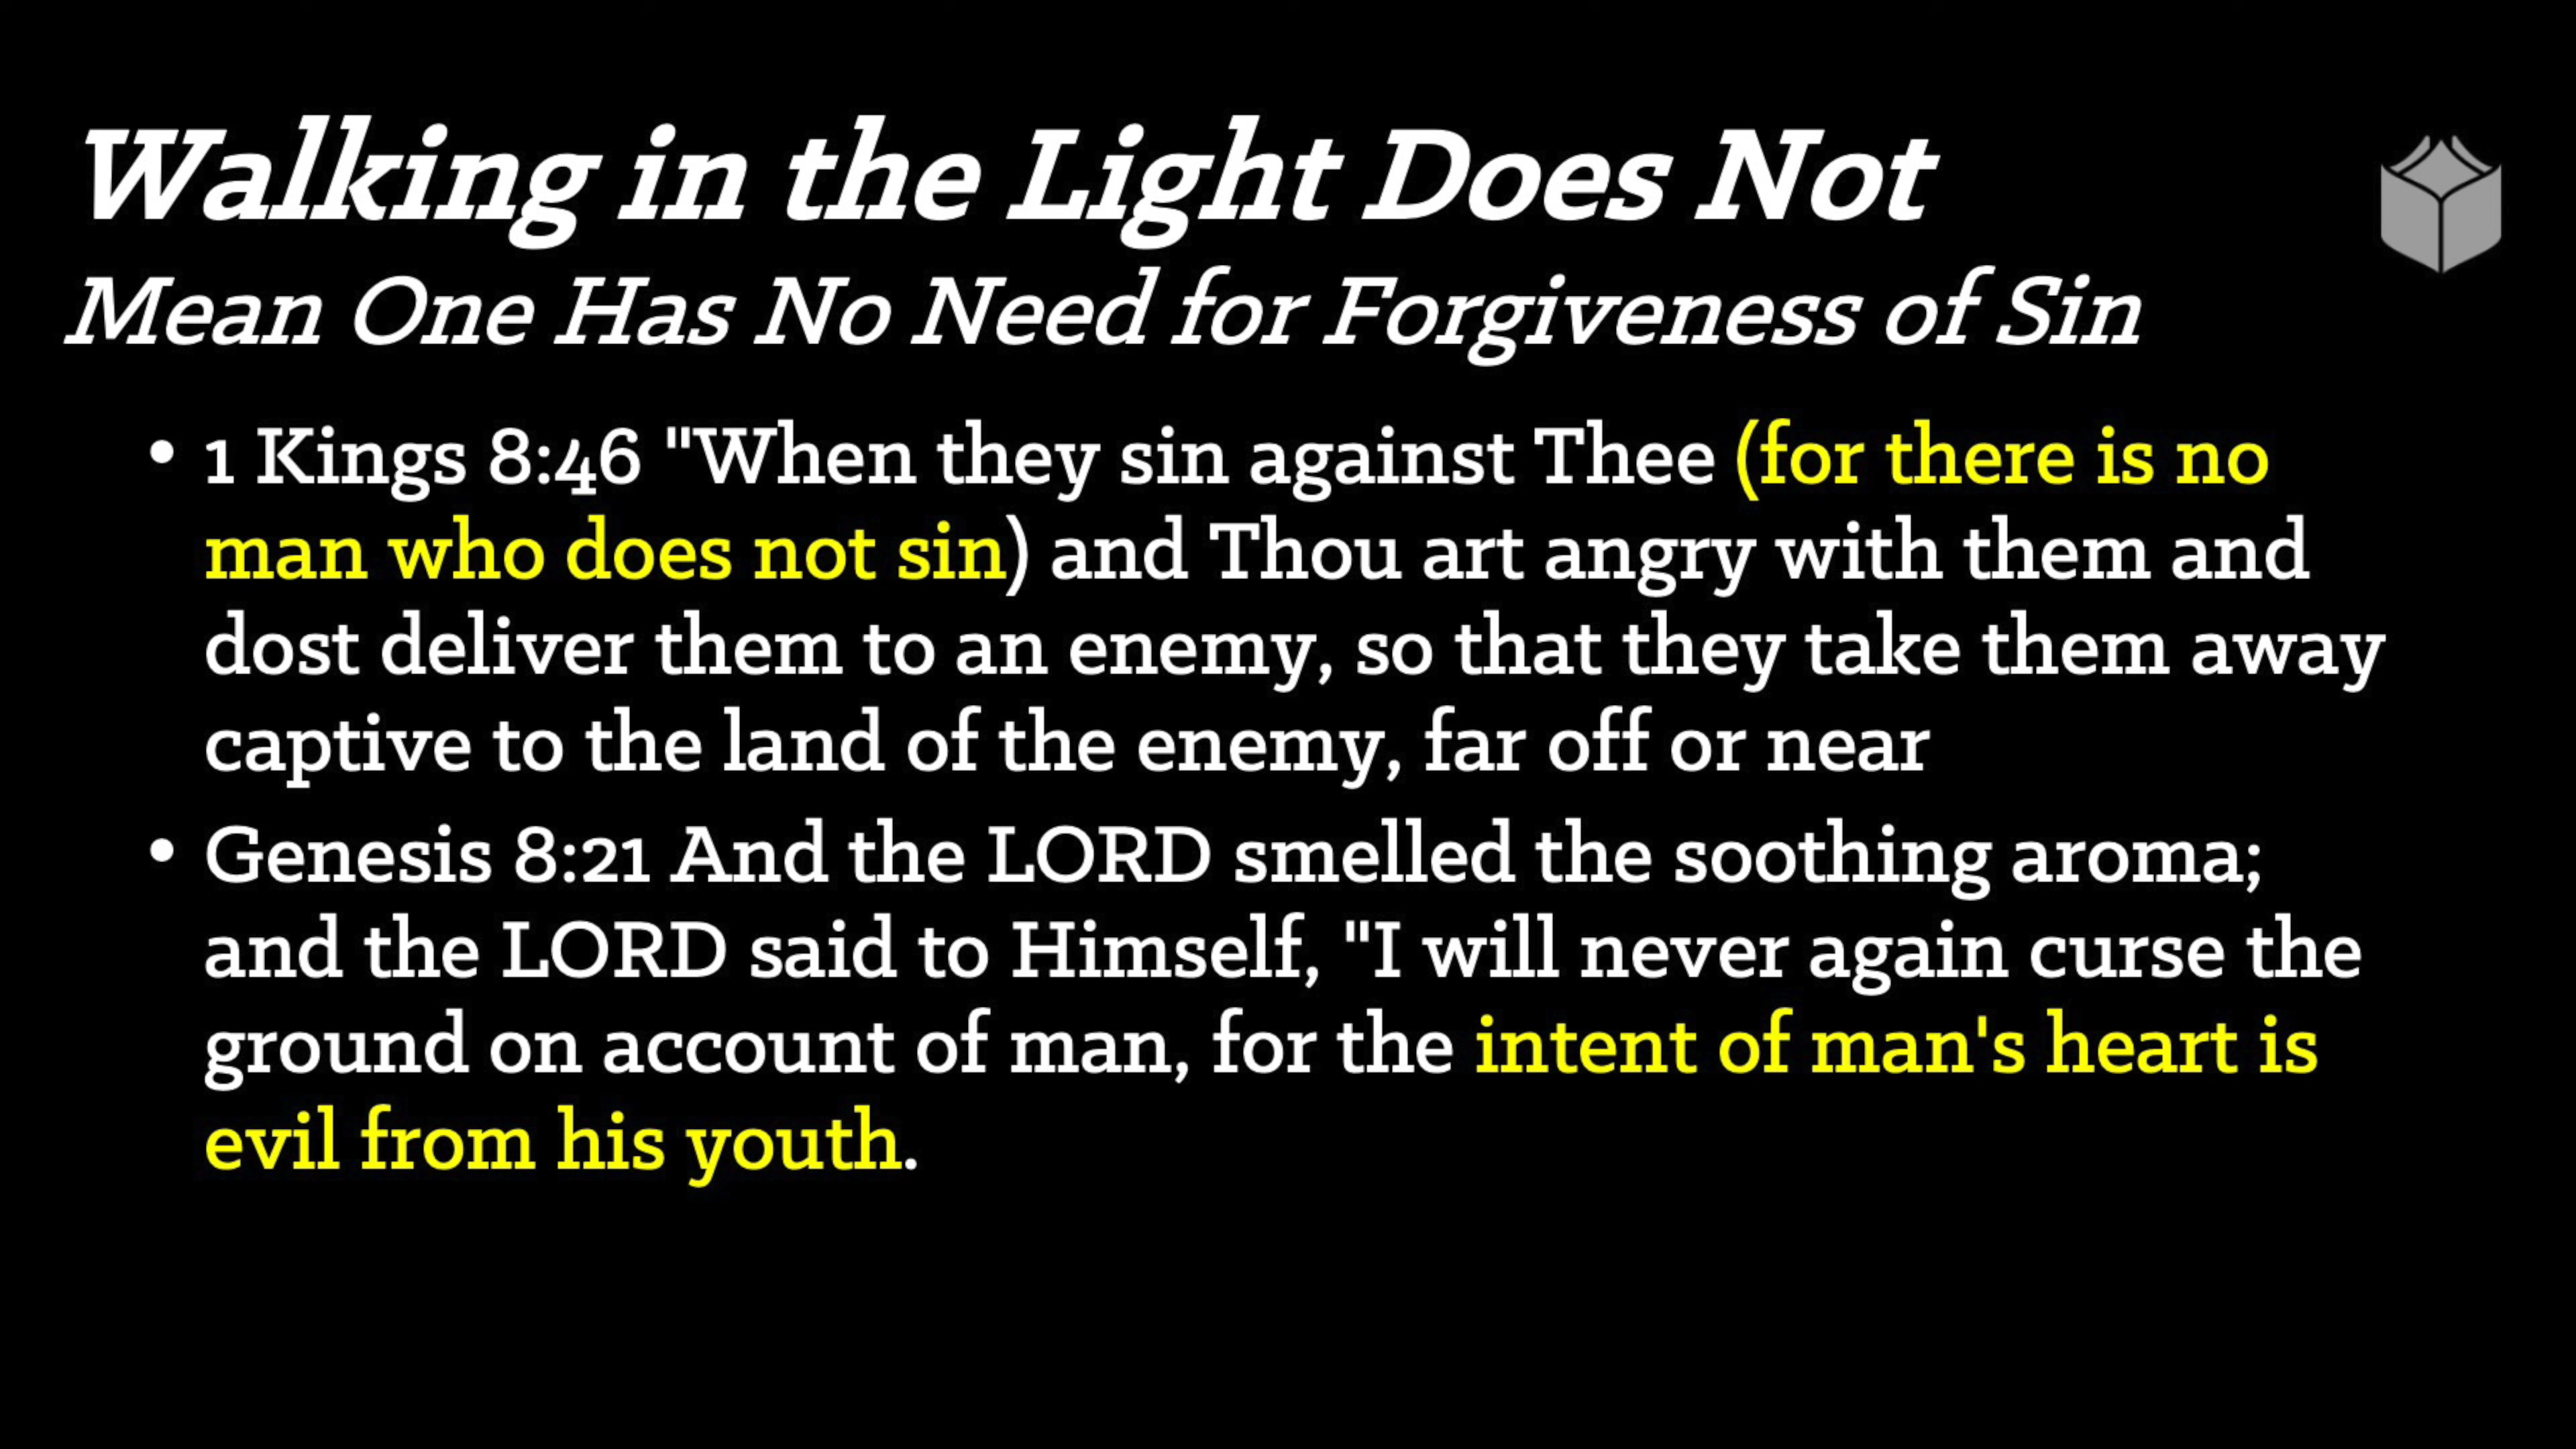 Walking in the Light Does Not
Mean One Has No Need for Forgiveness of Sin
• 1 Kings 8:46 "When they sin against Thee (for there is no
man who does not sin) and Thou art angry with them and
dost deliver them to an enemy, so that they take them away
captive to the land of the enemy, far off or near
• Genesis 8:21 And the LORD smelled the soothing aroma;
and the LORD said to Himself, "I will never again curse the
ground on account of man, for the intent of man's heart is
evil from his youth.